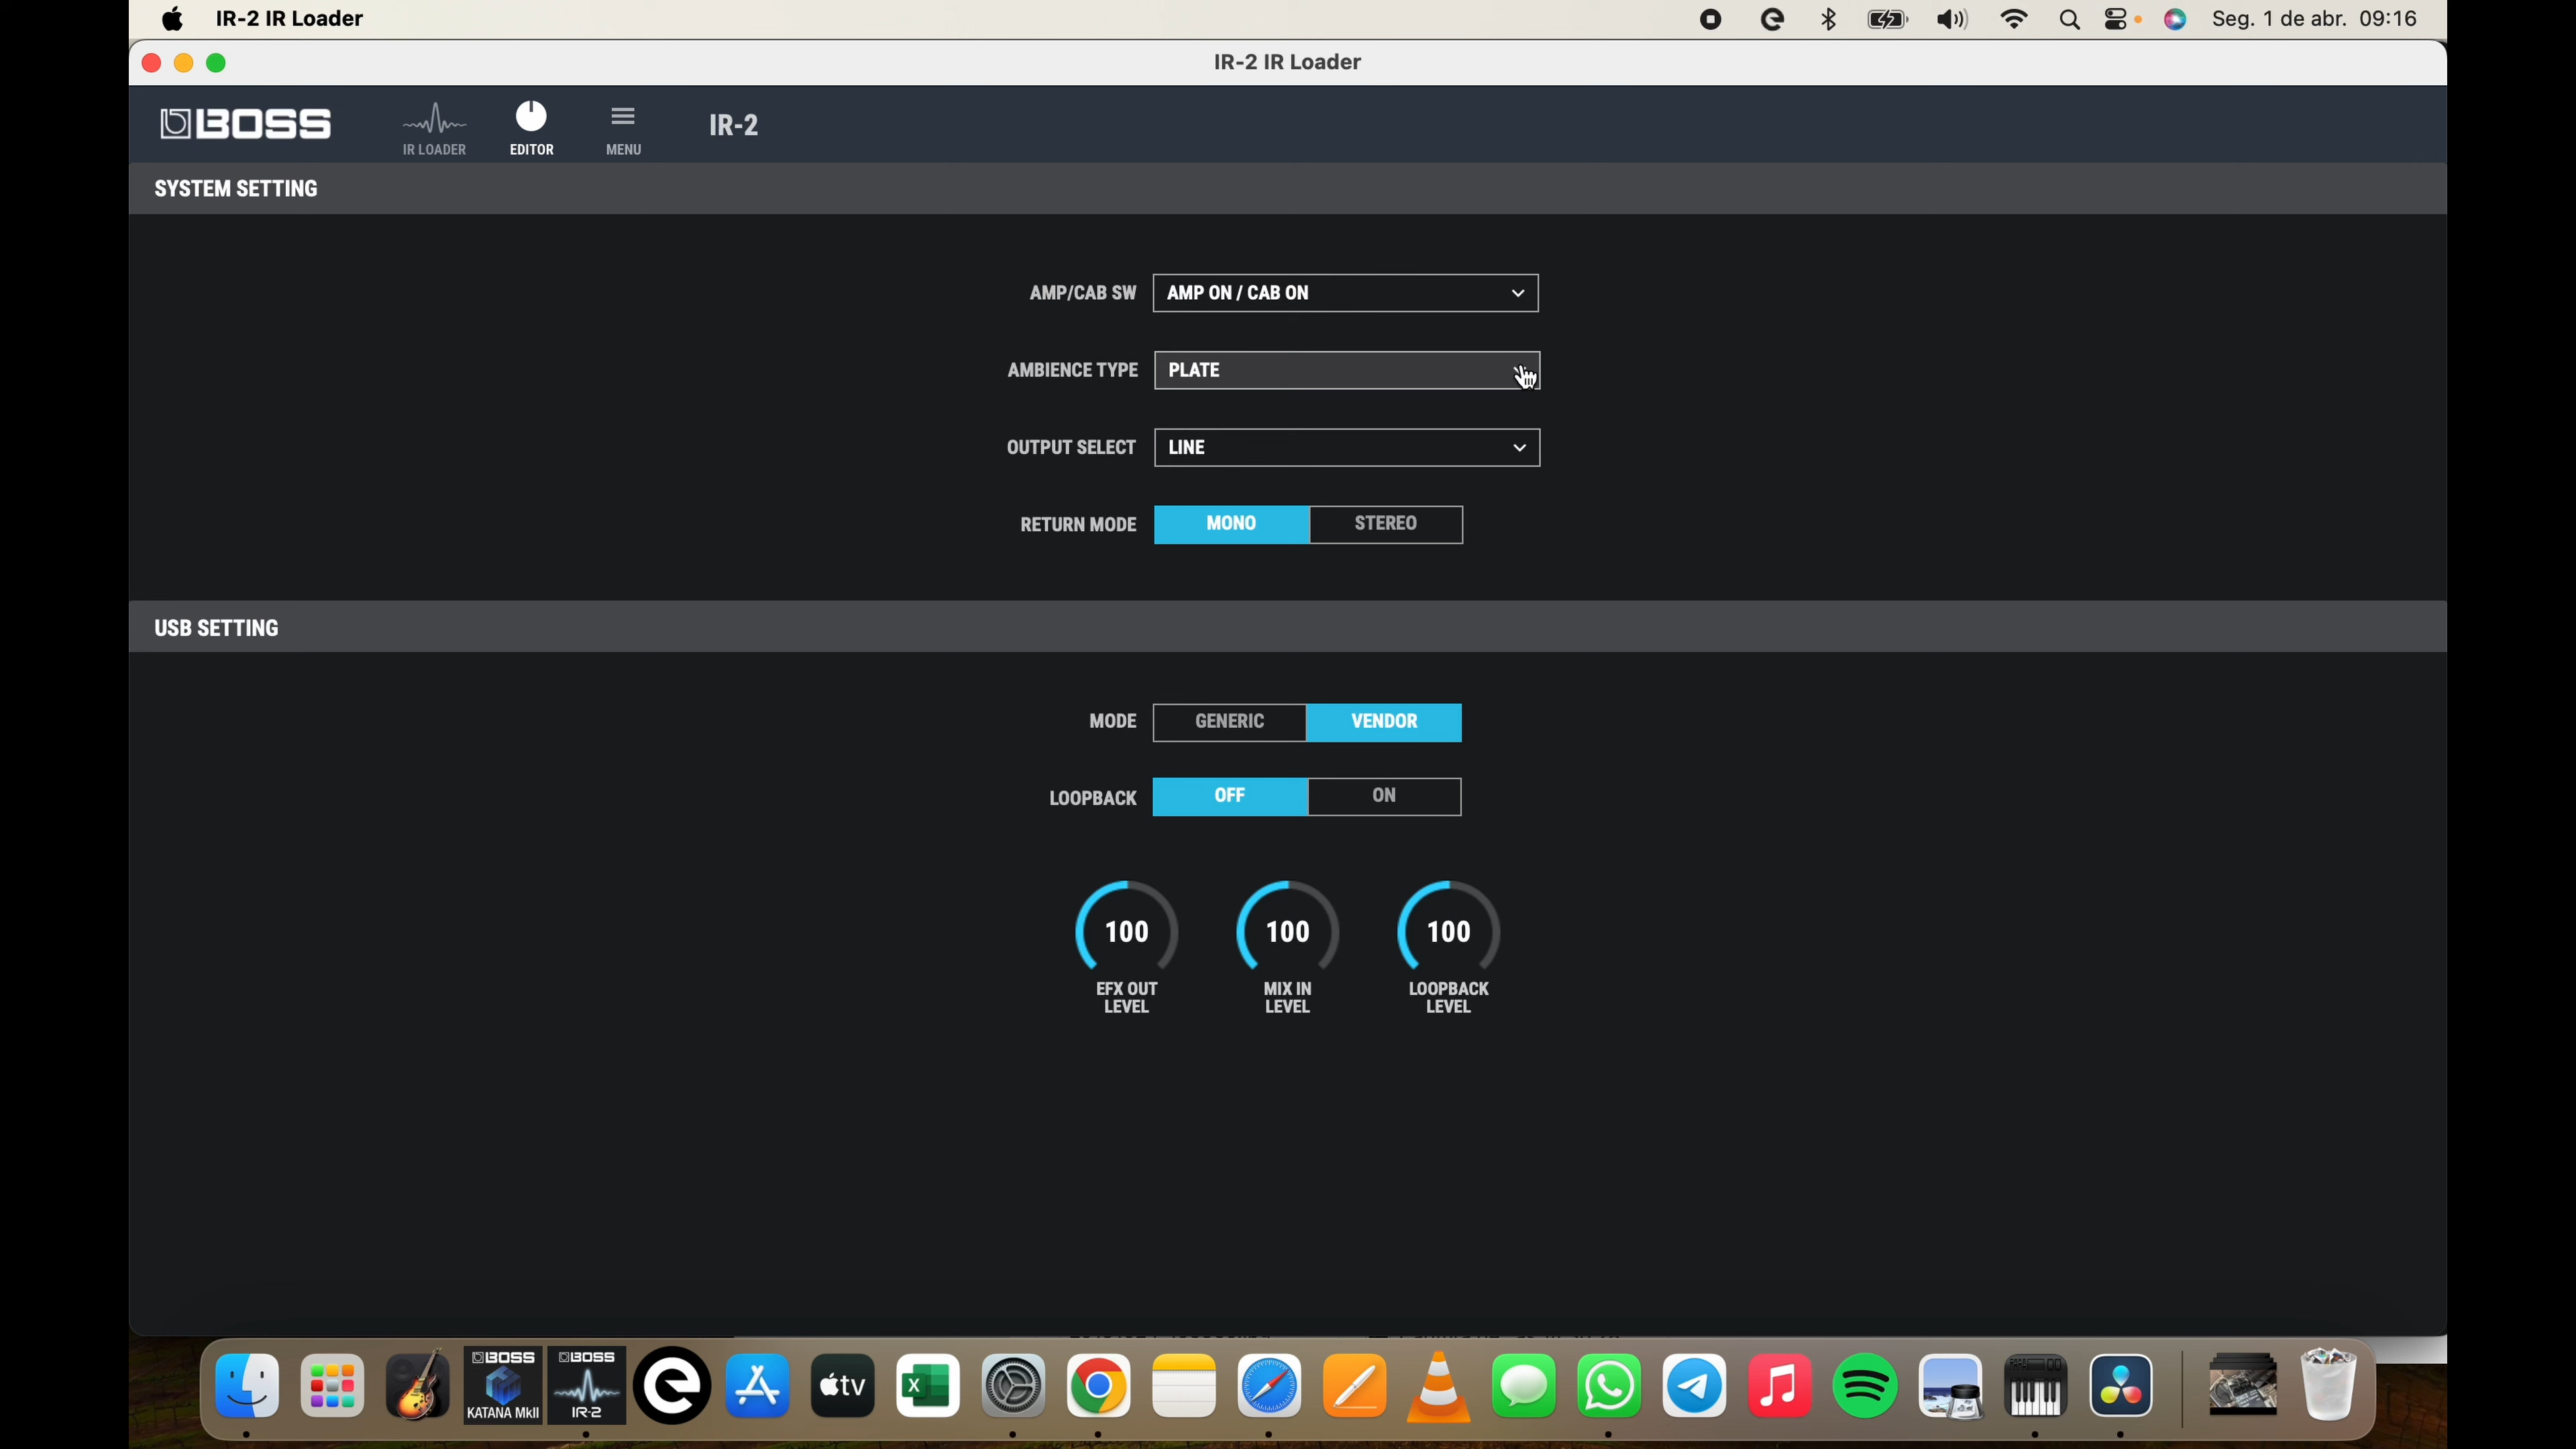 IR-2 IR Loader
Seg. 1 de abr. 09:16
IR-2 IR Loader
BOSS
IR LOADER
EDITOR
MENU
IR-2
SYSTEM SETTING
AMP/CAB SW
AMP ON / CAB ON
AMBIENCE TYPE
PLATE
OUTPUT SELECT
LINE
RETURN MODE
MONO
STEREO
USB SETTING
MODE
GENERIC
VENDOR
LOOPBACK
OFF
ON
100
100
100
EFX OUT
LEVEL
MIX IN
LEVEL
LOOPBACK
LEVEL
BOSS
KATANA MkII
BOSS
IR-2
tv
X